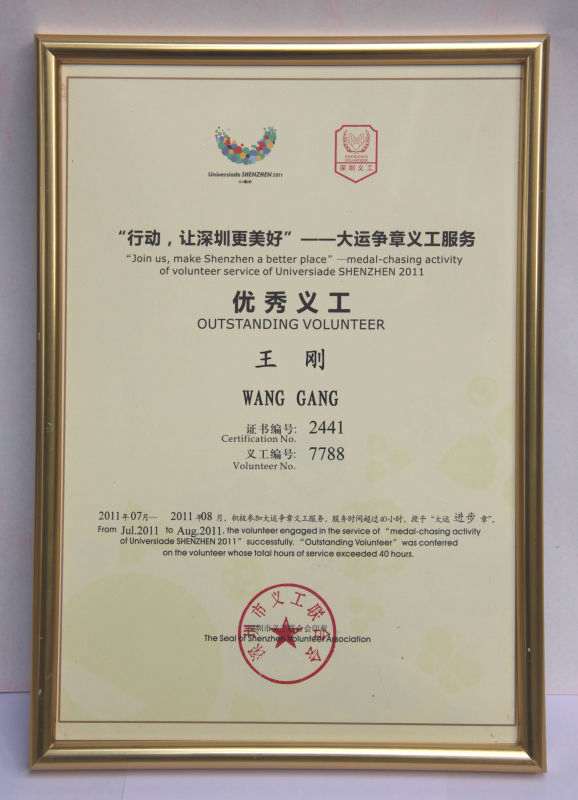 Universiade SHENZHEN 2011
深圳义工
“行动，让深圳更美好”——大运争章义工服务
“Join us, make Shenzhen a better place”—medal-chasing activity
of volunteer service of Universiade SHENZHEN 2011
优秀义工
OUTSTANDING VOLUNTEER
王 刚
WANG GANG
证书编号: 2441
Certification No.
义工编号: 7788
Volunteer No.
2011年07月— 2011年08月，积极参加大运争章义工服务，服务时间超过40小时，授予“大运 进步 章”。
From Jul.2011 to Aug.2011, the volunteer engaged in the service of “medal-chasing activity
of Universiade SHENZHEN 2011” successfully. “Outstanding Volunteer” was conferred
on the volunteer whose total hours of service exceeded 40 hours.
深圳市义工联合会
The Seal of Shenzhen Volunteer Association